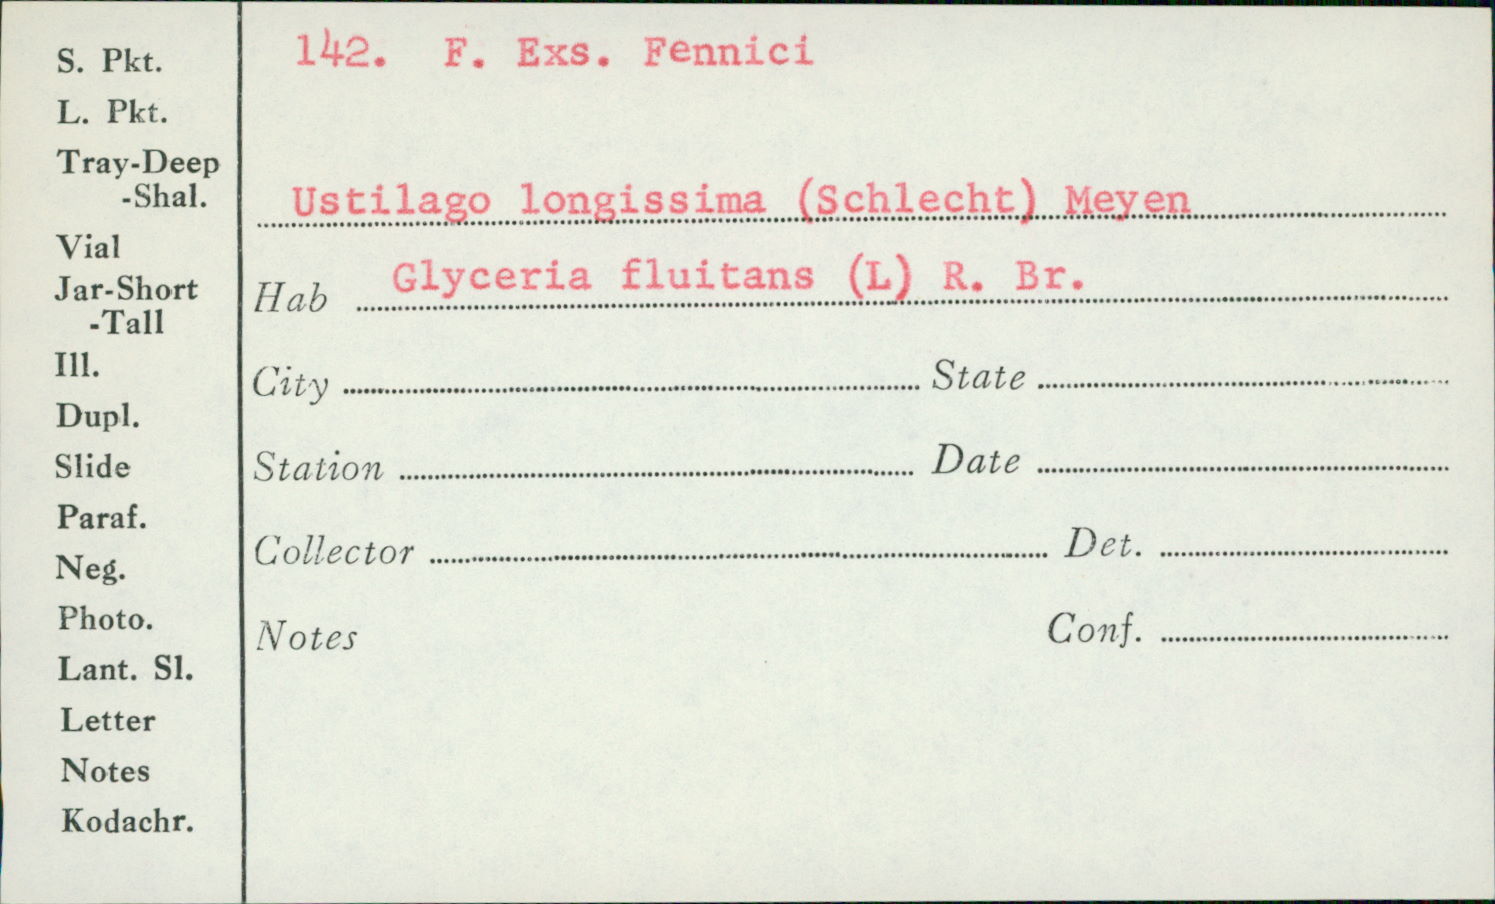 142. F. Exs. Fennici
Ustilago longissima (Schlecht) Meyen
Hab Glyceria fluitans (L) R. Br.
City State
Station Date
Collector Det.
Notes Conf.
S. Pkt.
L. Pkt.
Tray-Deep
-Shal.
Vial
Jar-Short
-Tall
Ill.
Dupl.
Slide
Paraf.
Neg.
Photo.
Lant. Sl.
Letter
Notes
Kodachr.